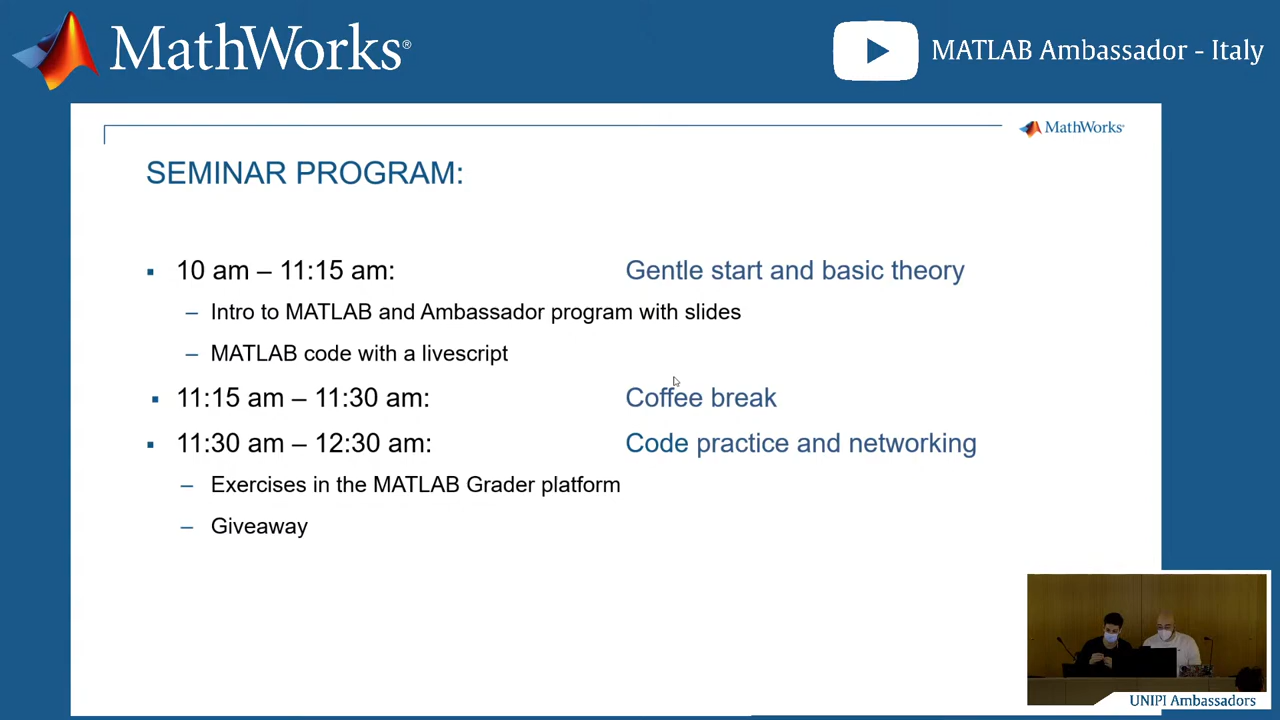 MathWorks®
MATLAB Ambassador - Italy
MathWorks®
SEMINAR PROGRAM:
▪ 10 am – 11:15 am: Gentle start and basic theory
– Intro to MATLAB and Ambassador program with slides
– MATLAB code with a livescript
▪ 11:15 am – 11:30 am: Coffee break
▪ 11:30 am – 12:30 am: Code practice and networking
– Exercises in the MATLAB Grader platform
– Giveaway
UNIPI Ambassadors